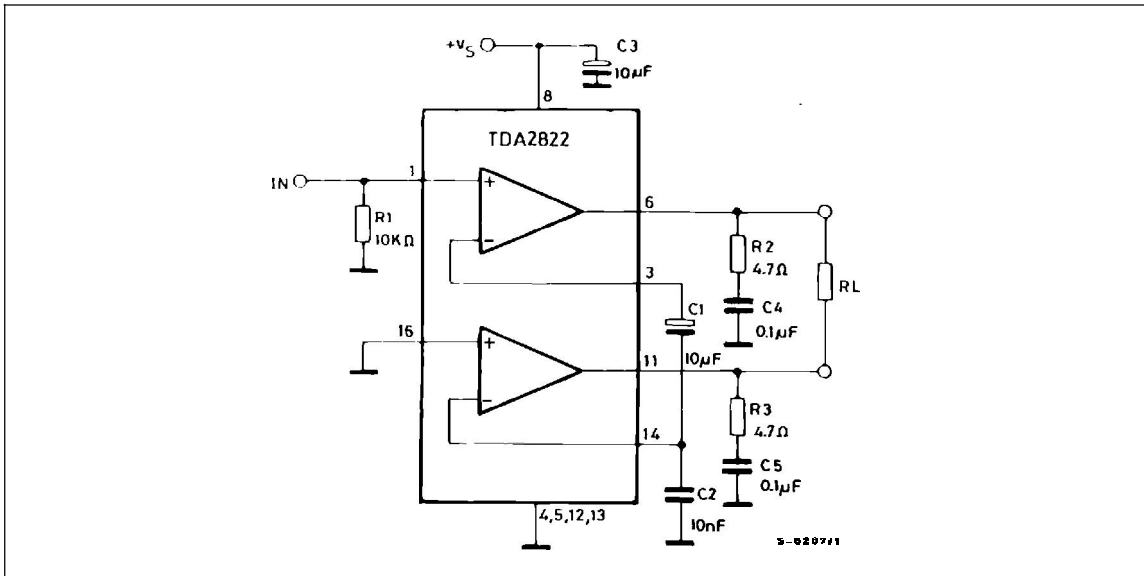 +VS
C3
10µF
8
TDA2822
IN
1
+
6
R1
10KΩ
R2
4.7Ω
−
3
RL
C1
C4
0.1µF
16
+
10µF
11
−
R3
4.7Ω
14
C5
0.1µF
C2
4,5,12,13
10nF